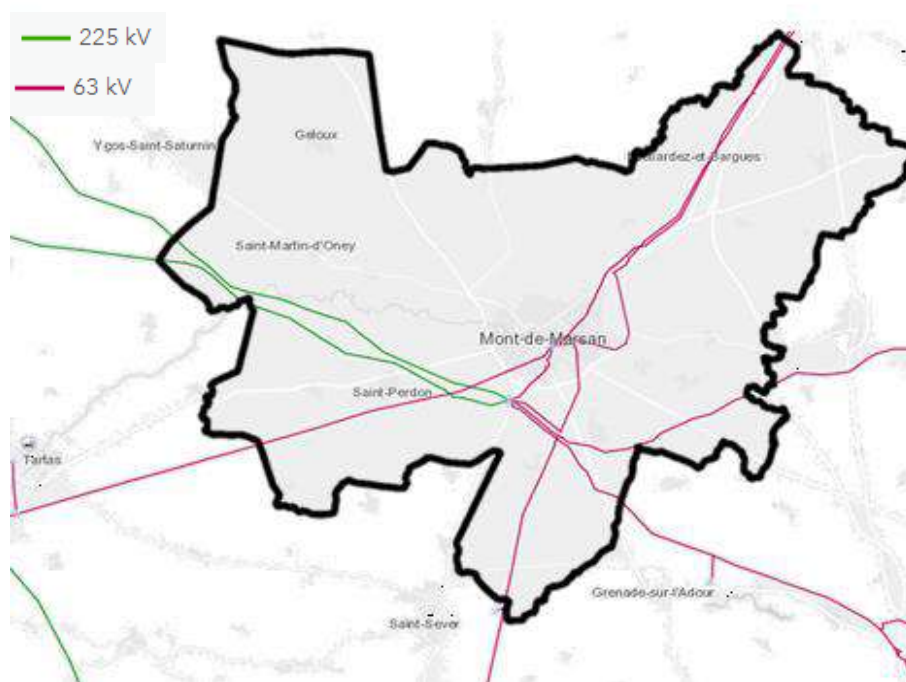 225 kV
63 kV
Ygos-Saint-Saturnin
Geloux
Saint-Martin-d'Oney
Mont-de-Marsan
Saint-Perdon
Tartas
Grenade-sur-l'Adour
Saint-Sever